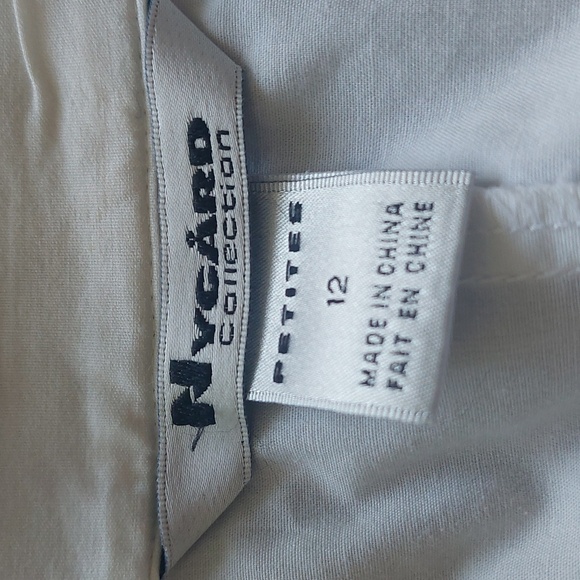 NYGÅRD
Collection
PETITES
12
MADE IN CHINA
FAIT EN CHINE